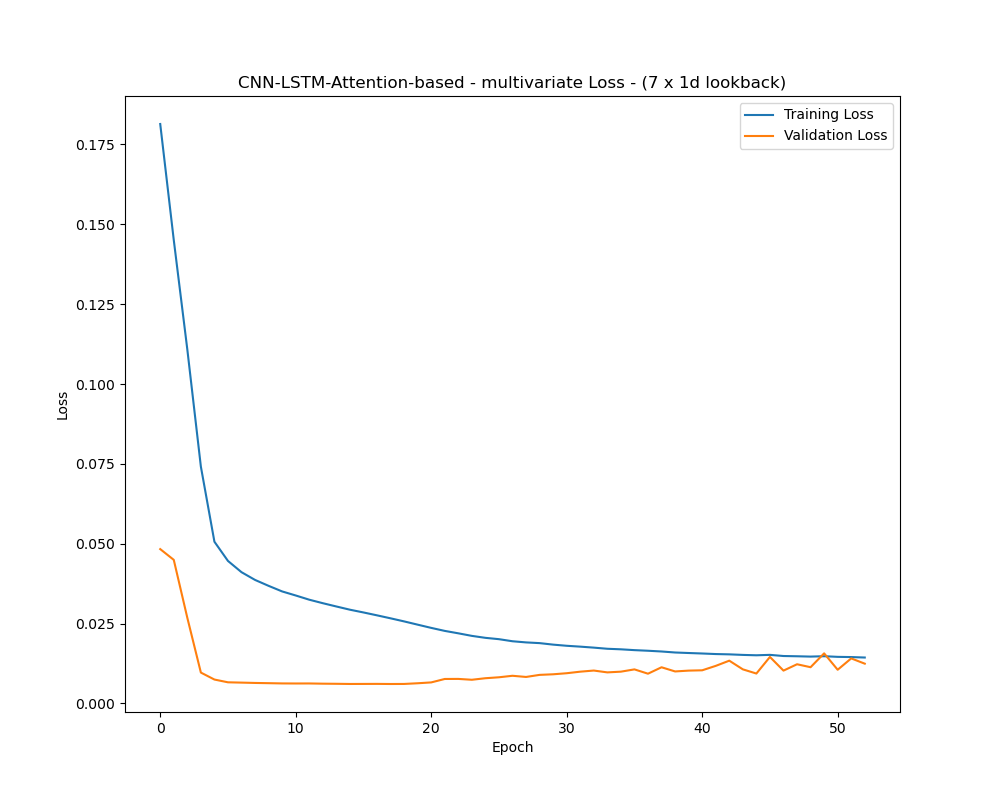 CNN-LSTM-Attention-based - multivariate Loss - (7 x 1d lookback)
Training Loss
Validation Loss
0.175
0.150
0.125
0.100
0.075
0.050
0.025
0.000
Loss
0 10 20 30 40 50
Epoch